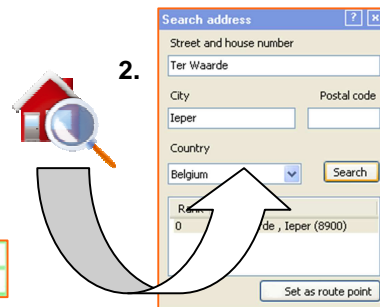 2.
Search address
Street and house number
Ter Waarde
City Postal code
Ieper
Country
Belgium Search
0 rde , Ieper (8900)
Set as route point